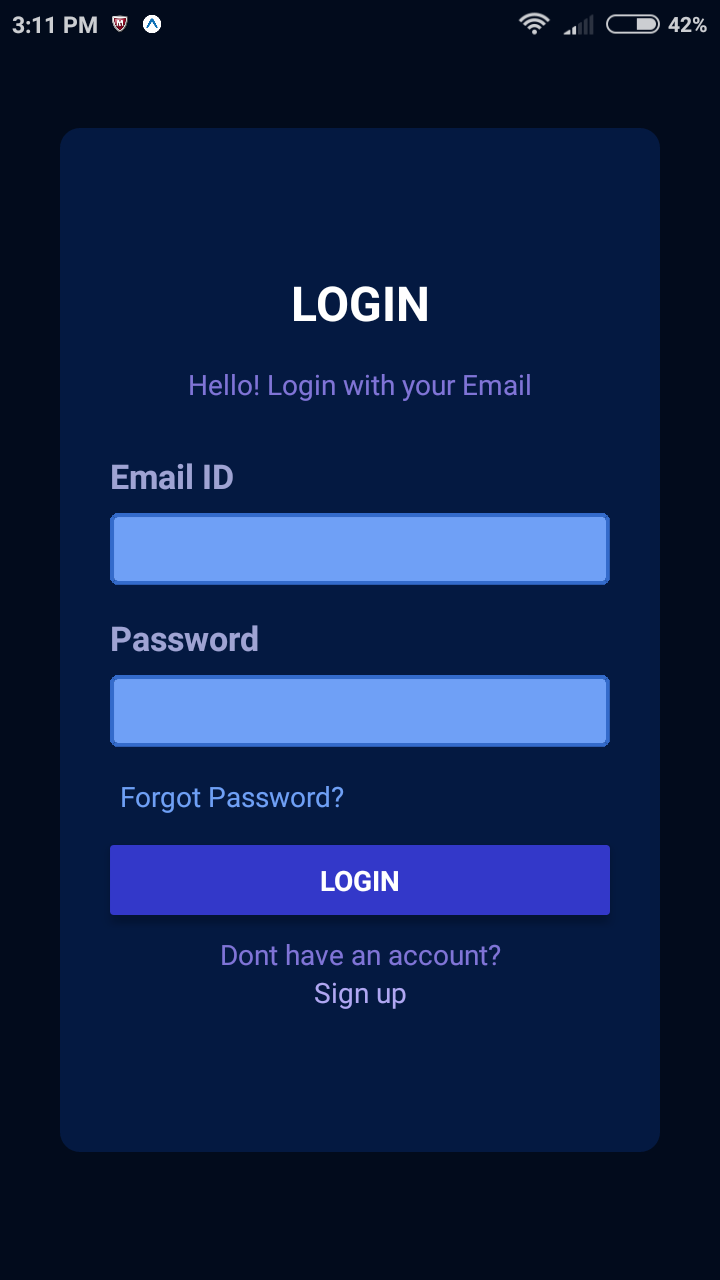 3:11 PM 42%
LOGIN
Hello! Login with your Email
Email ID
Password
Forgot Password?
LOGIN
Dont have an account?
Sign up